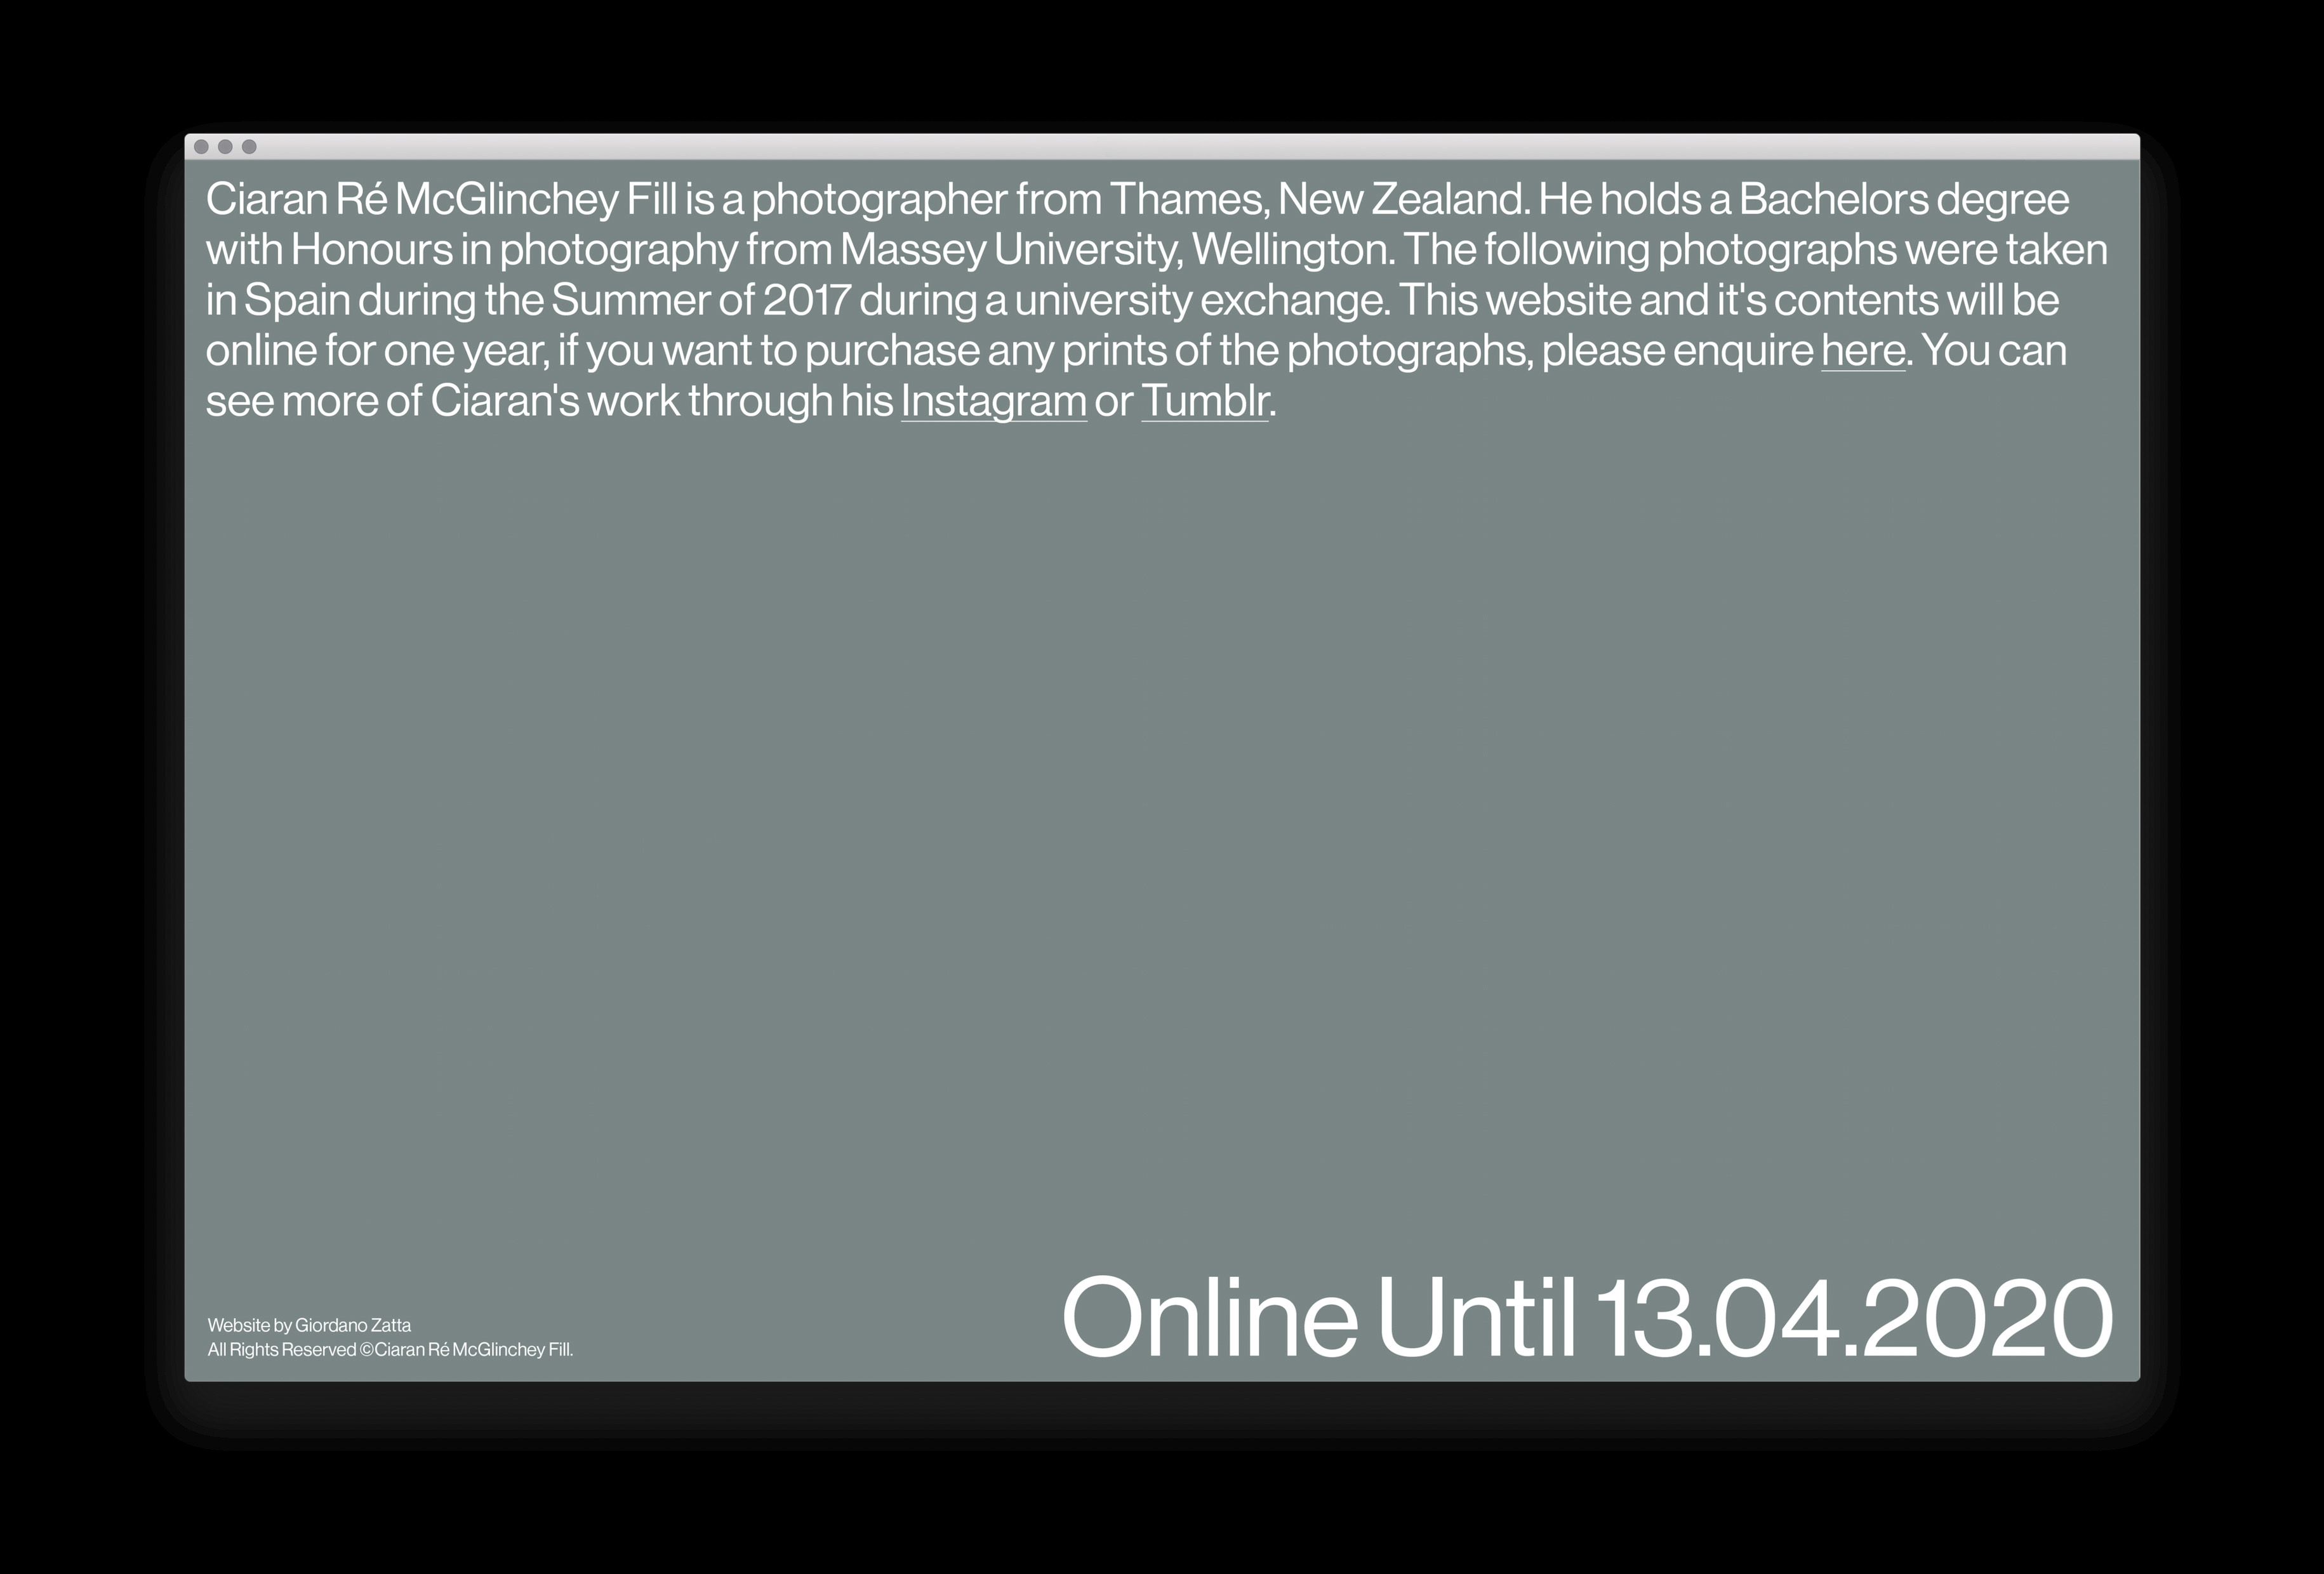 Ciaran Ré McGlinchey Fill is a photographer from Thames, New Zealand. He holds a Bachelors degree
with Honours in photography from Massey University, Wellington. The following photographs were taken
in Spain during the Summer of 2017 during a university exchange. This website and it's contents will be
online for one year, if you want to purchase any prints of the photographs, please enquire here. You can
see more of Ciaran's work through his Instagram or Tumblr.
Website by Giordano Zatta
All Rights Reserved ©Ciaran Ré McGlinchey Fill.
Online Until 13.04.2020